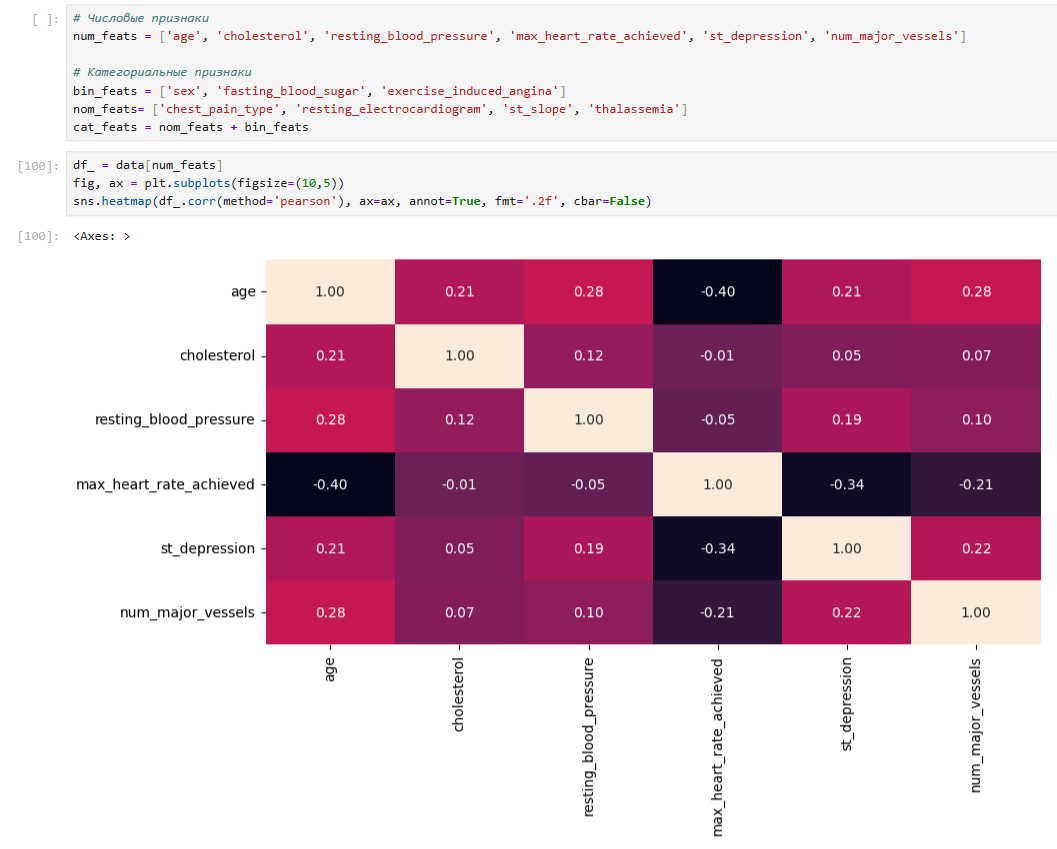 [ ]:
# Числовые признаки
num_feats = ['age', 'cholesterol', 'resting_blood_pressure', 'max_heart_rate_achieved', 'st_depression', 'num_major_vessels']
# Категориальные признаки
bin_feats = ['sex', 'fasting_blood_sugar', 'exercise_induced_angina']
nom_feats= ['chest_pain_type', 'resting_electrocardiogram', 'st_slope', 'thalassemia']
cat_feats = nom_feats + bin_feats
[100]:
df_ = data[num_feats]
fig, ax = plt.subplots(figsize=(10,5))
sns.heatmap(df_.corr(method='pearson'), ax=ax, annot=True, fmt='.2f', cbar=False)
[100]: <Axes: >
age 1.00 0.21 0.28 -0.40 0.21 0.28
cholesterol 0.21 1.00 0.12 -0.01 0.05 0.07
resting_blood_pressure 0.28 0.12 1.00 -0.05 0.19 0.10
max_heart_rate_achieved -0.40 -0.01 -0.05 1.00 -0.34 -0.21
st_depression 0.21 0.05 0.19 -0.34 1.00 0.22
num_major_vessels 0.28 0.07 0.10 -0.21 0.22 1.00
age
cholesterol
resting_blood_pressure
max_heart_rate_achieved
st_depression
num_major_vessels